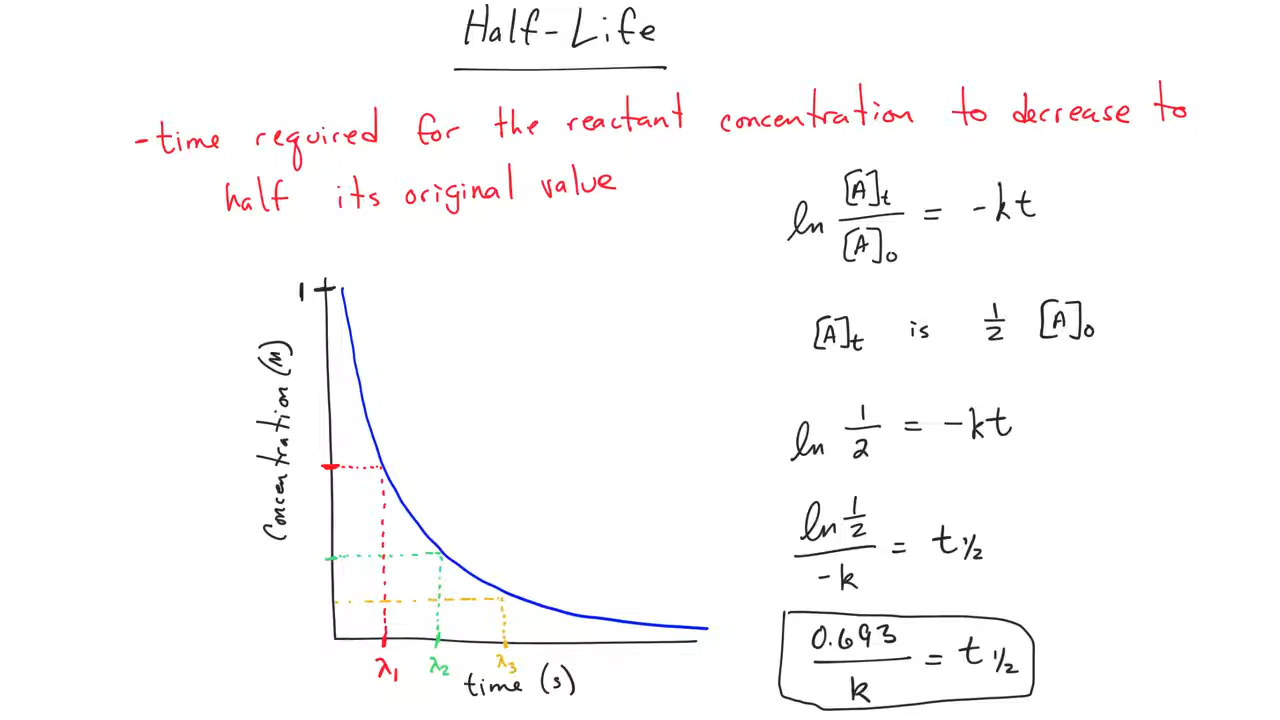 Half-Life
-time required for the reactant concentration to decrease to
half its original value
ln [A]t/[A]0 = -kt
[A]t is 1/2 [A]0
ln 1/2 = -kt
ln 1/2 / -k = t 1/2
0.693/k = t 1/2
1
Concentration (M)
λ1 λ2 λ3
time (s)